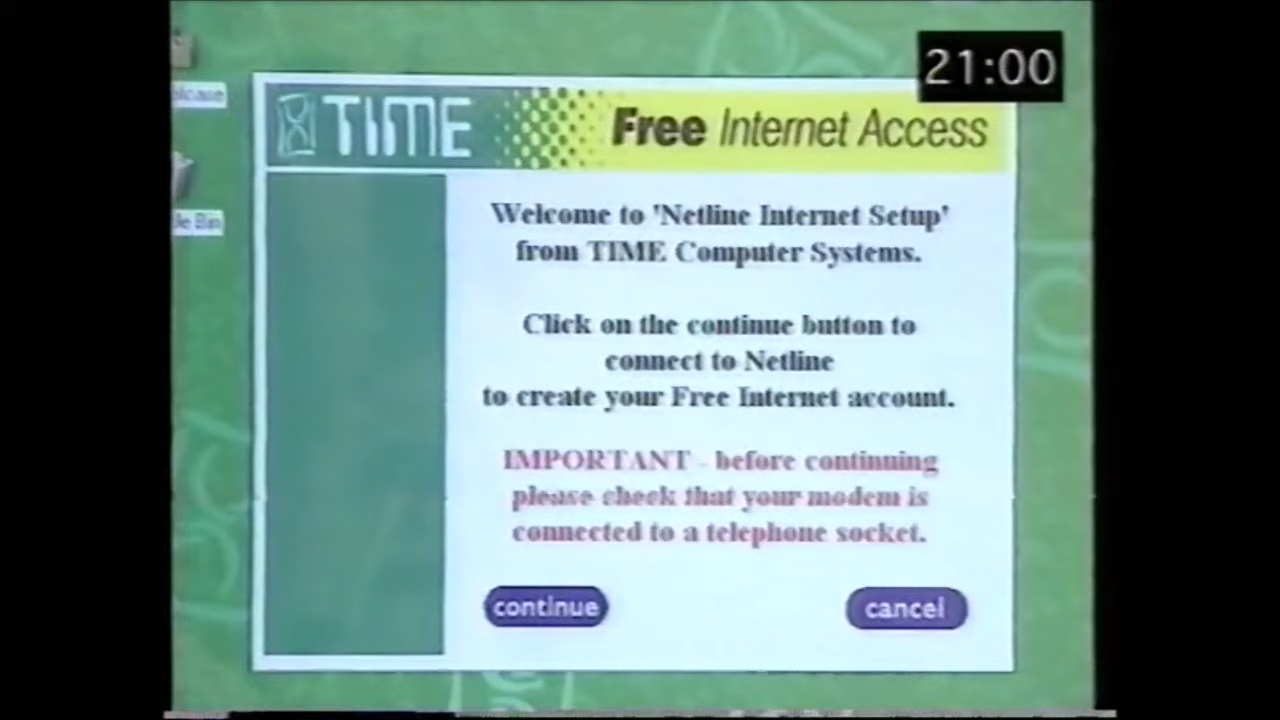 21:00
TIME
Free Internet Access
Welcome to 'Netline Internet Setup'
from TIME Computer Systems.
Click on the continue button to
connect to Netline
to create your Free Internet account.
IMPORTANT - before continuing
please check that your modem is
connected to a telephone socket.
continue
cancel
Bin